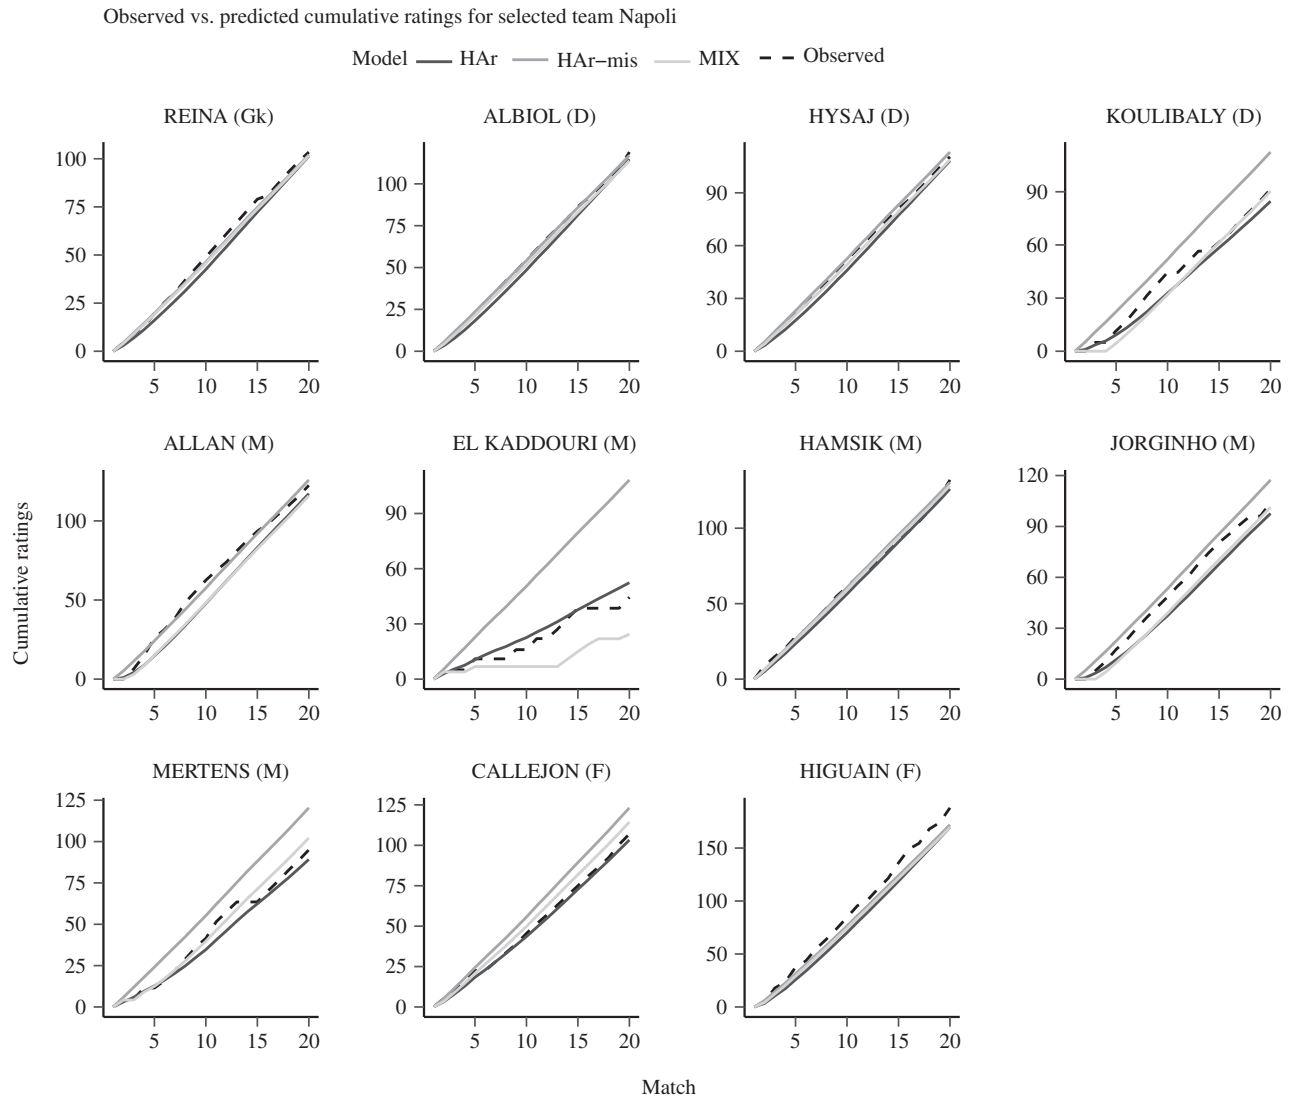 Observed vs. predicted cumulative ratings for selected team Napoli
Model HAr HAr−mis MIX Observed
REINA (Gk) ALBIOL (D) HYSAJ (D) KOULIBALY (D)
100
75
50
25
0
5 10 15 20
100
75
50
25
0
5 10 15 20
90
60
30
0
5 10 15 20
90
60
30
0
5 10 15 20
ALLAN (M) EL KADDOURI (M) HAMSIK (M) JORGINHO (M)
100
50
0
5 10 15 20
90
60
30
0
5 10 15 20
100
50
0
5 10 15 20
120
90
60
30
0
5 10 15 20
MERTENS (M) CALLEJON (F) HIGUAIN (F)
125
100
75
50
25
0
5 10 15 20
125
100
75
50
25
0
5 10 15 20
150
100
50
0
5 10 15 20
Cumulative ratings
Match